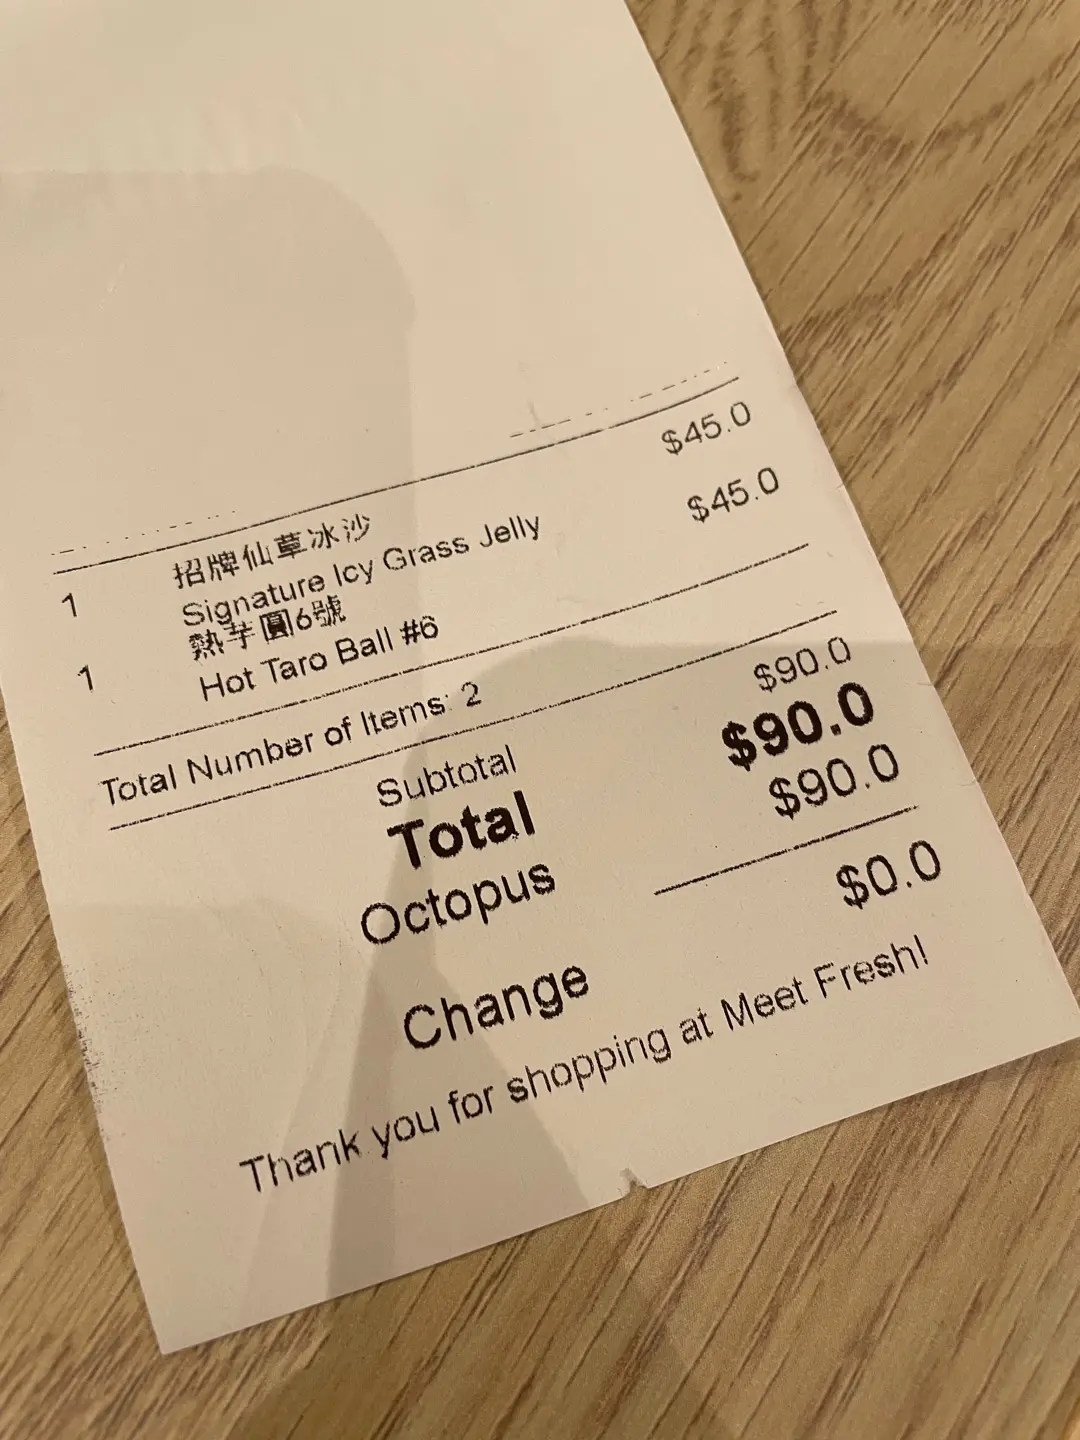 1 招牌仙草冰沙 $45.0
Signature Icy Grass Jelly
1 熱芋圓6號 $45.0
Hot Taro Ball #6
Total Number of Items: 2
Subtotal $90.0
Total $90.0
Octopus $90.0
Change $0.0
Thank you for shopping at Meet Fresh!